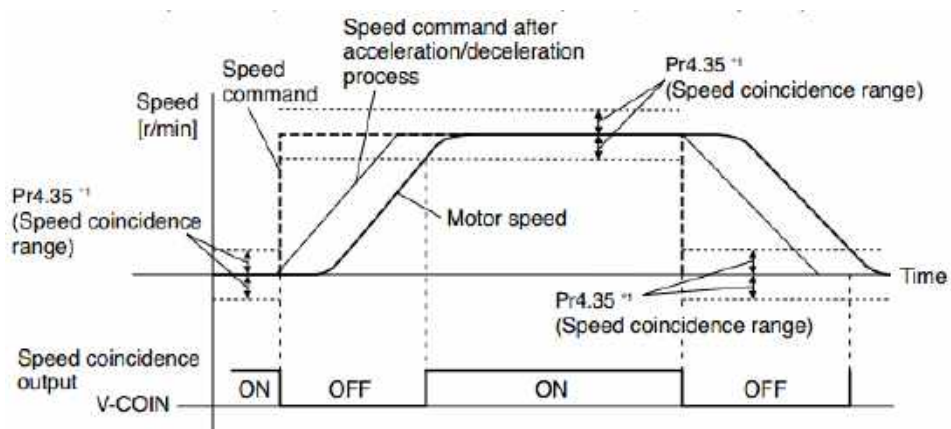 Speed command after
acceleration/deceleration
process
Speed
command
Pr4.35 *1
(Speed coincidence range)
Speed
[r/min]
Pr4.35 *1
(Speed coincidence
range)
Motor speed
Time
Pr4.35 *1
(Speed coincidence range)
Speed coincidence
output
V-COIN
ON
OFF
ON
OFF